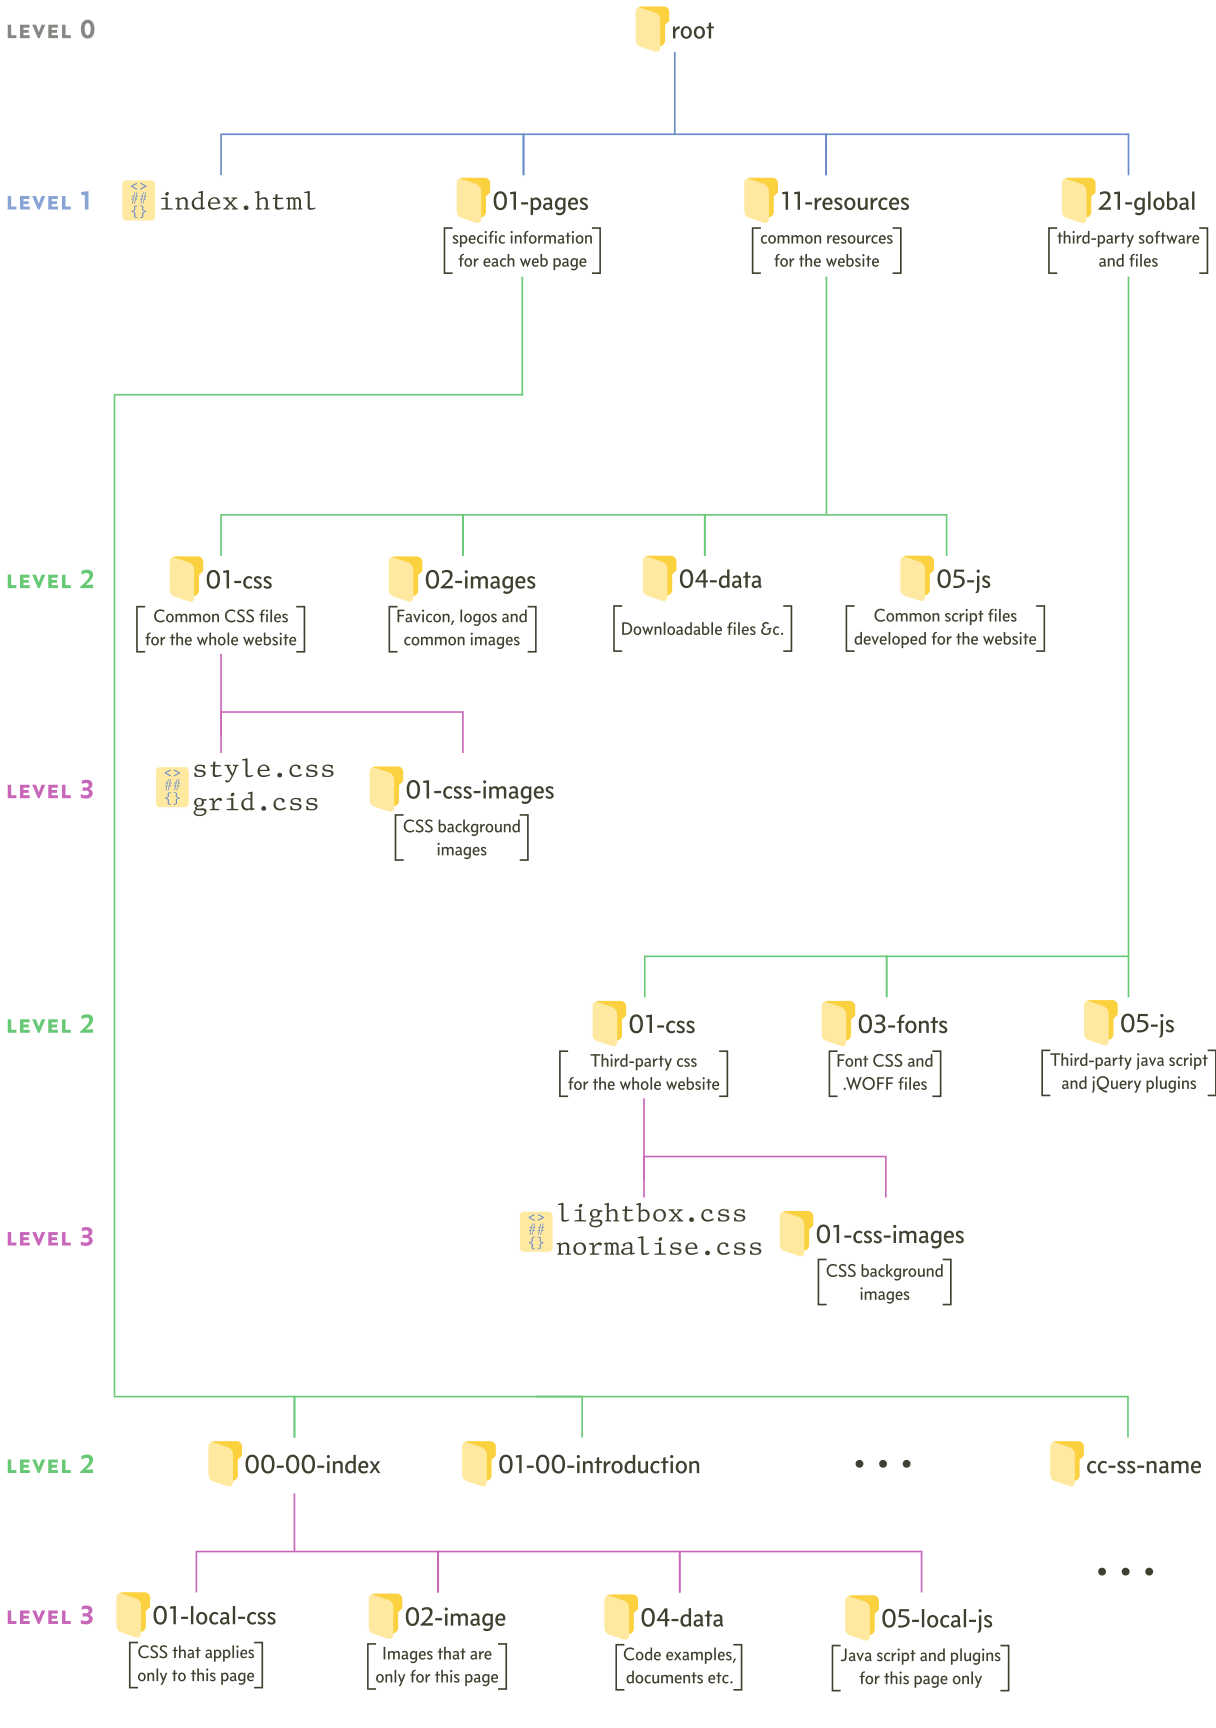 LEVEL 0
root
LEVEL 1
<>
##
{}
index.html
01-pages
11-resources
21-global
specific information
for each web page
common resources
for the website
third-party software
and files
LEVEL 2
01-css
02-images
04-data
05-js
Common CSS files
for the whole website
Favicon, logos and
common images
Downloadable files &c.
Common script files
developed for the website
LEVEL 3
<>
##
{}
style.css
grid.css
01-css-images
CSS background
images
LEVEL 2
01-css
03-fonts
05-js
Third-party css
for the whole website
Font CSS and
.WOFF files
Third-party java script
and jQuery plugins
LEVEL 3
<>
##
{}
lightbox.css
normalise.css
01-css-images
CSS background
images
LEVEL 2
00-00-index
01-00-introduction
• • •
cc-ss-name
• • •
LEVEL 3
01-local-css
02-image
04-data
05-local-js
CSS that applies
only to this page
Images that are
only for this page
Code examples,
documents etc.
Java script and plugins
for this page only